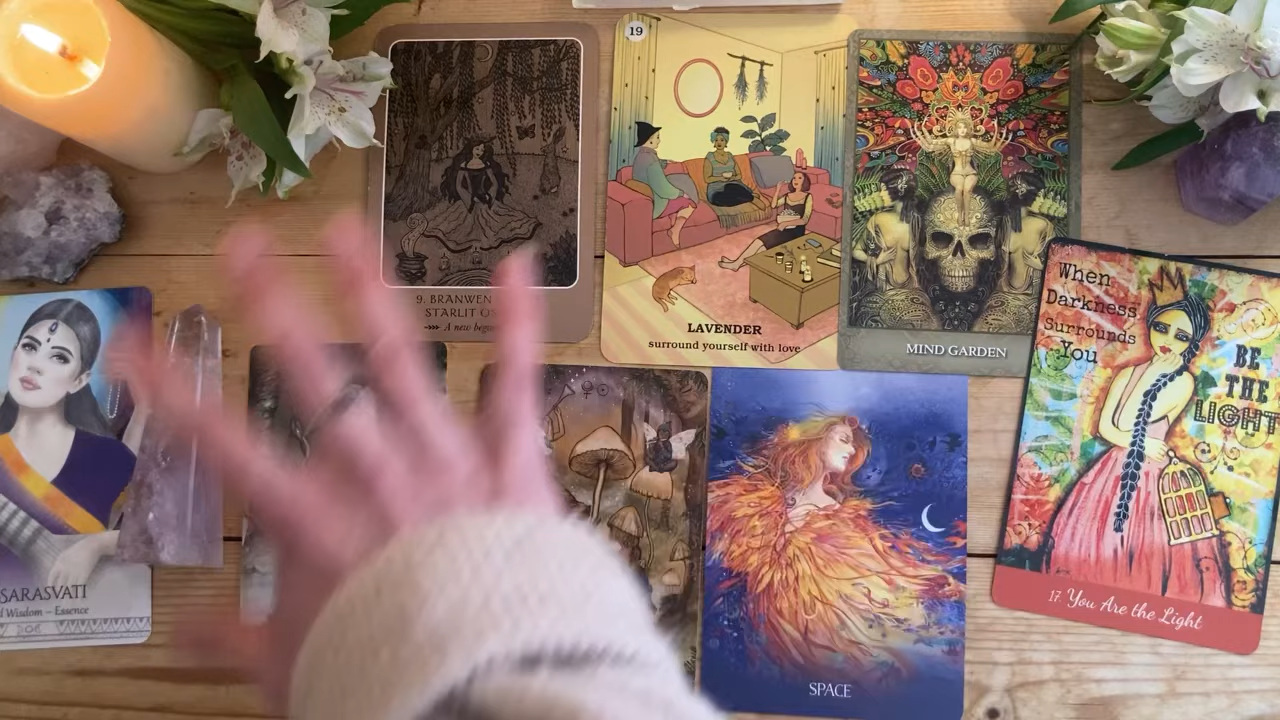 9. BRANWEN
STARLIT
A new
19
LAVENDER
surround yourself with love
MIND GARDEN
When
Darkness
Surrounds
You
BE
THE
LIGHT
17. You Are the Light
SARASVATI
Wisdom – Essence
SPACE